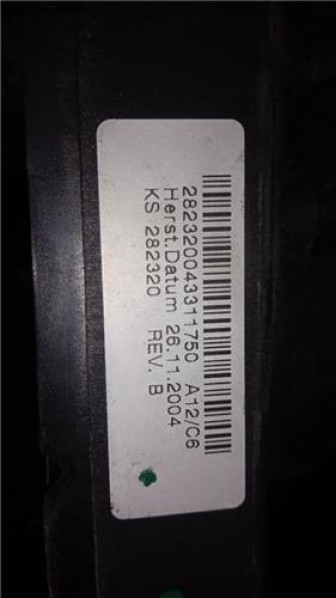 282320043311750 A12/C6
Herst.Datum 26.11.2004
KS 282320 REV. B